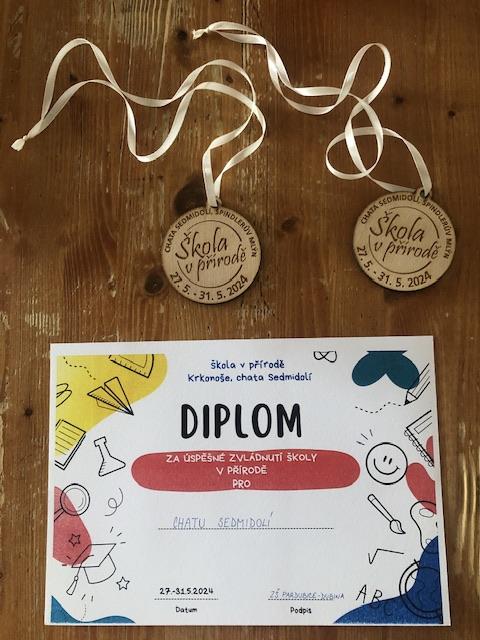 CHATA SEDMIDOLÍ, ŠPINDLERŮV MLÝN
Škola
v přírodě
27. 5. - 31. 5. 2024
CHATA SEDMIDOLÍ, ŠPINDLERŮV MLÝN
Škola
v přírodě
27. 5. - 31. 5. 2024
škola v přírodě
Krkonoše, chata Sedmidolí
DIPLOM
ZA ÚSPĚŠNÉ ZVLÁDNUTÍ ŠKOLY
V PŘÍRODĚ
PRO
CHATU SEDMIDOLÍ
27.-31.5.2024
ZŠ PARDUBICE-DUBINA
Datum
Podpis
ABC